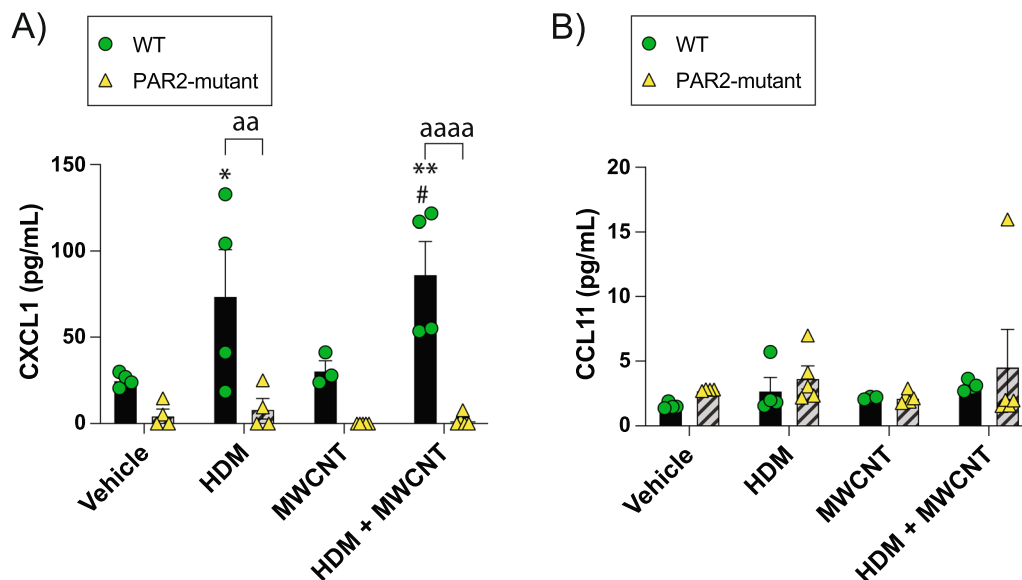 A)
WT
PAR2-mutant
aa
aaaa
*
**
#
150
100
50
0
CXCL1 (pg/mL)
Vehicle
HDM
MWCNT
HDM + MWCNT
B)
WT
PAR2-mutant
20
15
10
5
0
CCL11 (pg/mL)
Vehicle
HDM
MWCNT
HDM + MWCNT